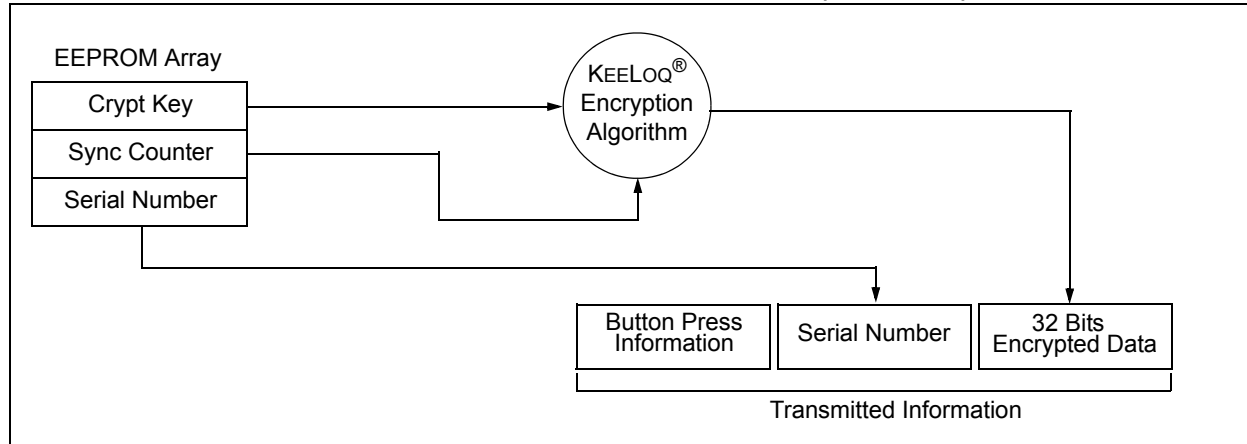 EEPROM Array
Crypt Key
Sync Counter
Serial Number
KEELOQ®
Encryption
Algorithm
Button Press
Information
Serial Number
32 Bits
Encrypted Data
Transmitted Information